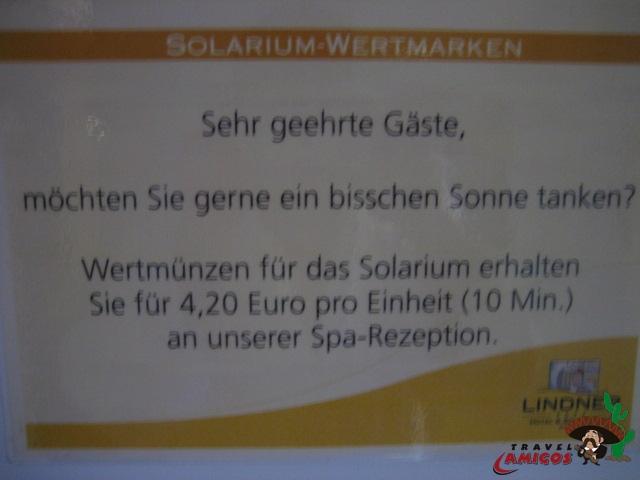 SOLARIUM-WERTMARKEN
Sehr geehrte Gäste,
möchten Sie gerne ein bisschen Sonne tanken?
Wertmünzen für das Solarium erhalten
Sie für 4,20 Euro pro Einheit (10 Min.)
an unserer Spa-Rezeption.
LINDNER
TRAVEL
AMIGOS